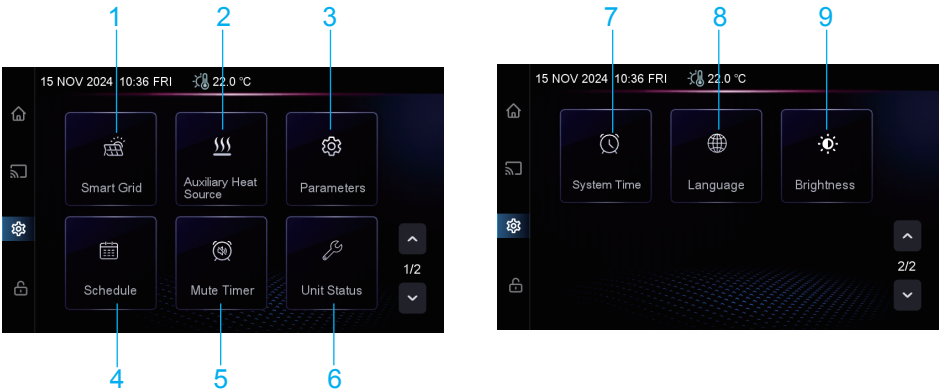 1 2 3
15 NOV 2024 10:36 FRI 22.0 ℃
Smart Grid
Auxiliary Heat
Source
Parameters
Schedule
Mute Timer
Unit Status
1/2
4 5 6
7 8 9
15 NOV 2024 10:36 FRI 22.0 ℃
System Time
Language
Brightness
2/2